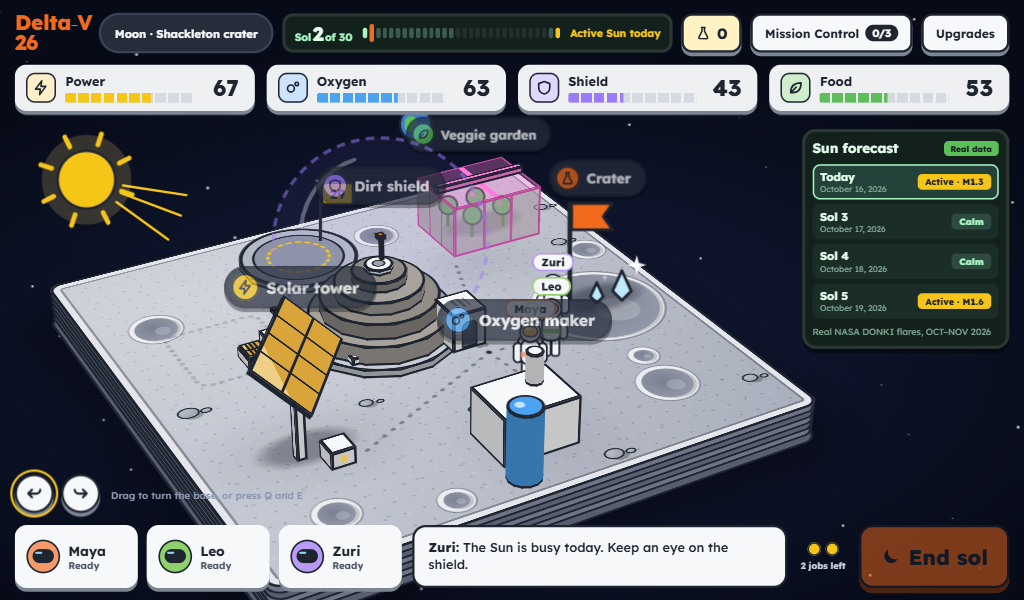 Delta-V
26
Moon · Shackleton crater
Sol 2 of 30
Active Sun today
0
Mission Control 0/3
Upgrades
Power 67
Oxygen 63
Shield 43
Food 53
Veggie garden
Dirt shield
Crater
Solar tower
Zuri
Leo
Maya
Oxygen maker
Sun forecast Real data
Today
October 16, 2026
Active · M1.3
Sol 3
October 17, 2026
Calm
Sol 4
October 18, 2026
Calm
Sol 5
October 19, 2026
Active · M1.6
Real NASA DONKI flares, OCT–NOV 2026
Drag to turn the base, or press Q and E
Maya
Ready
Leo
Ready
Zuri
Ready
Zuri: The Sun is busy today. Keep an eye on the
shield.
2 jobs left
End sol